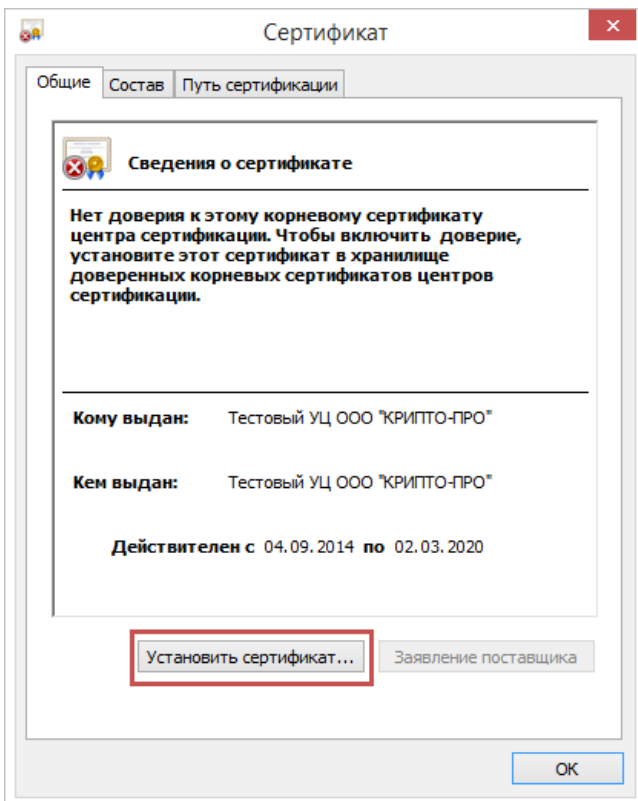 Сертификат
Общие Состав Путь сертификации
Сведения о сертификате
Нет доверия к этому корневому сертификату
центра сертификации. Чтобы включить доверие,
установите этот сертификат в хранилище
доверенных корневых сертификатов центров
сертификации.
Кому выдан: Тестовый УЦ ООО "КРИПТО-ПРО"
Кем выдан: Тестовый УЦ ООО "КРИПТО-ПРО"
Действителен с 04.09.2014 по 02.03.2020
Установить сертификат... Заявление поставщика
ОК